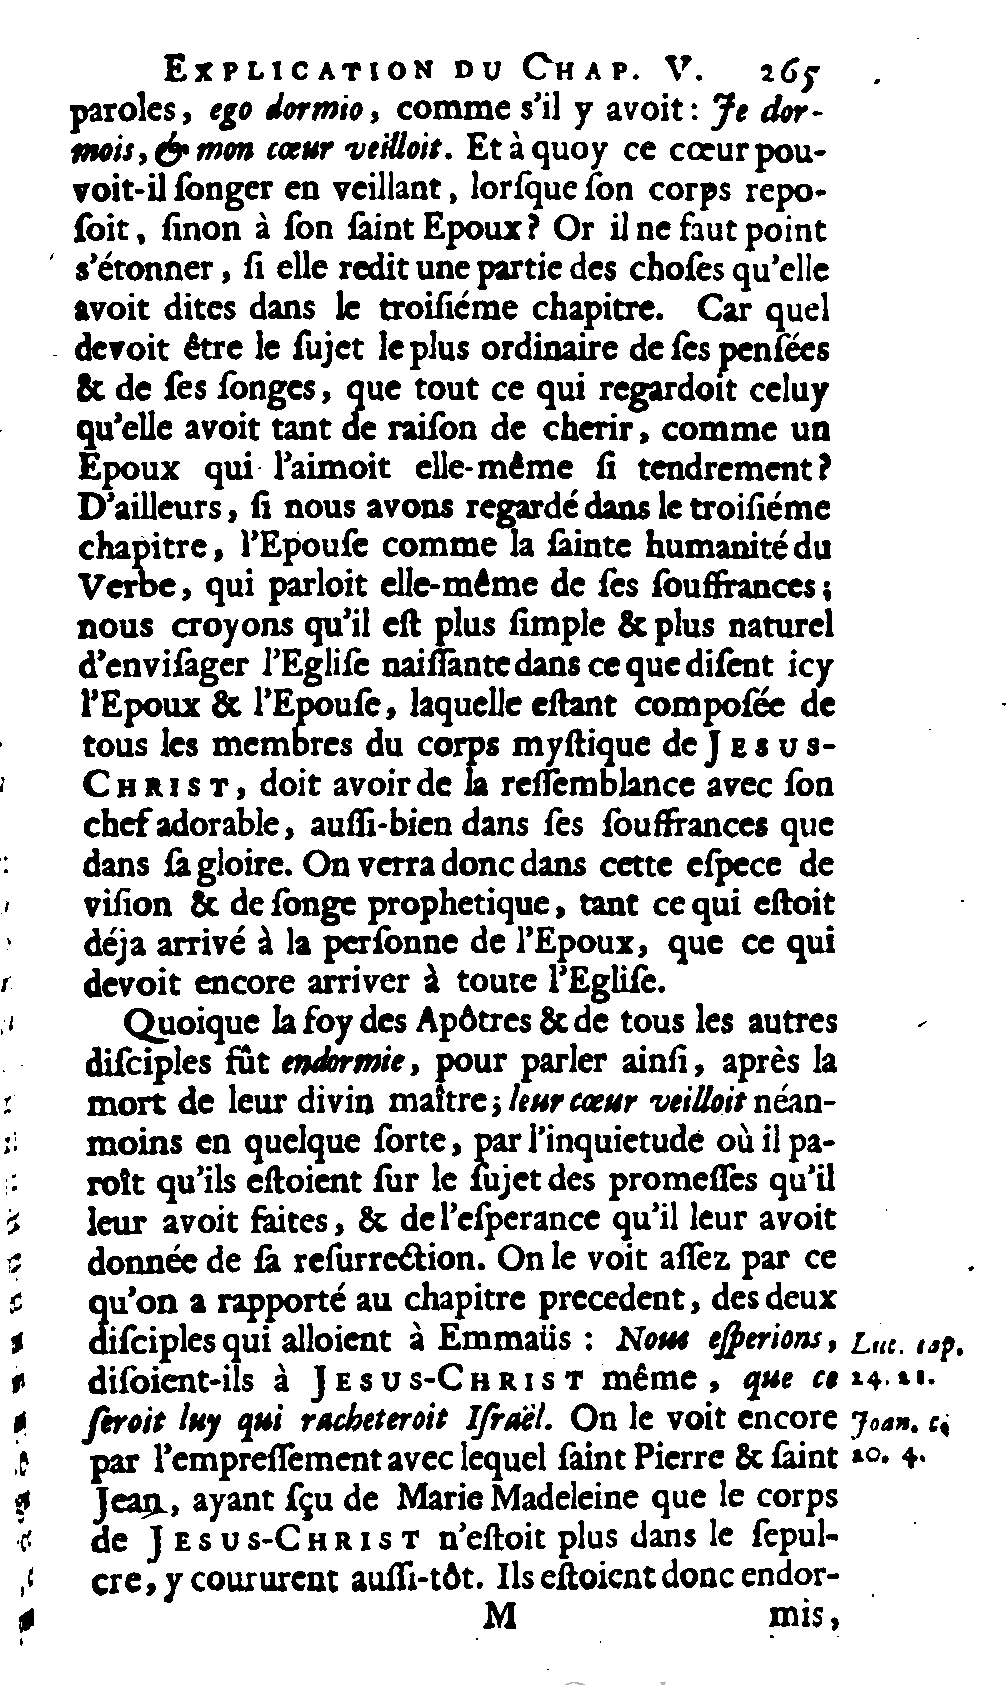 EXPLICATION DU CHAP. V. 265
paroles, ego dormio, comme s'il y avoit: Je dor-
mois, & mon cœur veilloit. Et à quoy ce cœur pou-
voit-il ſonger en veillant, lorſque ſon corps repo-
ſoit, ſinon à ſon ſaint Epoux? Or il ne faut point
s'étonner, ſi elle redit une partie des choſes qu'elle
avoit dites dans le troiſiéme chapitre. Car quel
devoit être le ſujet le plus ordinaire de ſes penſées
& de ſes ſonges, que tout ce qui regardoit celuy
qu'elle avoit tant de raiſon de cherir, comme un
Epoux qui l'aimoit elle-même ſi tendrement?
D'ailleurs, ſi nous avons regardé dans le troiſiéme
chapitre, l'Epouſe comme la ſainte humanité du
Verbe, qui parloit elle-même de ſes ſouffrances;
nous croyons qu'il eſt plus ſimple & plus naturel
d'enviſager l'Egliſe naiſſante dans ce que diſent icy
l'Epoux & l'Epouſe, laquelle eſtant compoſée de
tous les membres du corps myſtique de JESUS-
CHRIST, doit avoir de la reſſemblance avec ſon
chef adorable, auſſi-bien dans ſes ſouffrances que
dans ſa gloire. On verra donc dans cette eſpece de
viſion & de ſonge prophetique, tant ce qui eſtoit
déja arrivé à la perſonne de l'Epoux, que ce qui
devoit encore arriver à toute l'Egliſe.
Quoique la foy des Apôtres & de tous les autres
diſciples fût endormie, pour parler ainſi, après la
mort de leur divin maître; leur cœur veilloit néan-
moins en quelque ſorte, par l'inquietude où il pa-
roît qu'ils eſtoient ſur le ſujet des promeſſes qu'il
leur avoit faites, & de l'eſperance qu'il leur avoit
donnée de ſa reſurrection. On le voit aſſez par ce
qu'on a rapporté au chapitre precedent, des deux
diſciples qui alloient à Emmaüs: Nous eſperions, Luc. cap.
diſoient-ils à JESUS-CHRIST même, que ce 24. 21.
ſeroit luy qui racheteroit Iſraël. On le voit encore Joan. c.
par l'empreſſement avec lequel ſaint Pierre & ſaint 20. 4.
Jean, ayant ſçu de Marie Madeleine que le corps
de JESUS-CHRIST n'eſtoit plus dans le ſepul-
cre, y coururent auſſi-tôt. Ils eſtoient donc endor-
M mis,